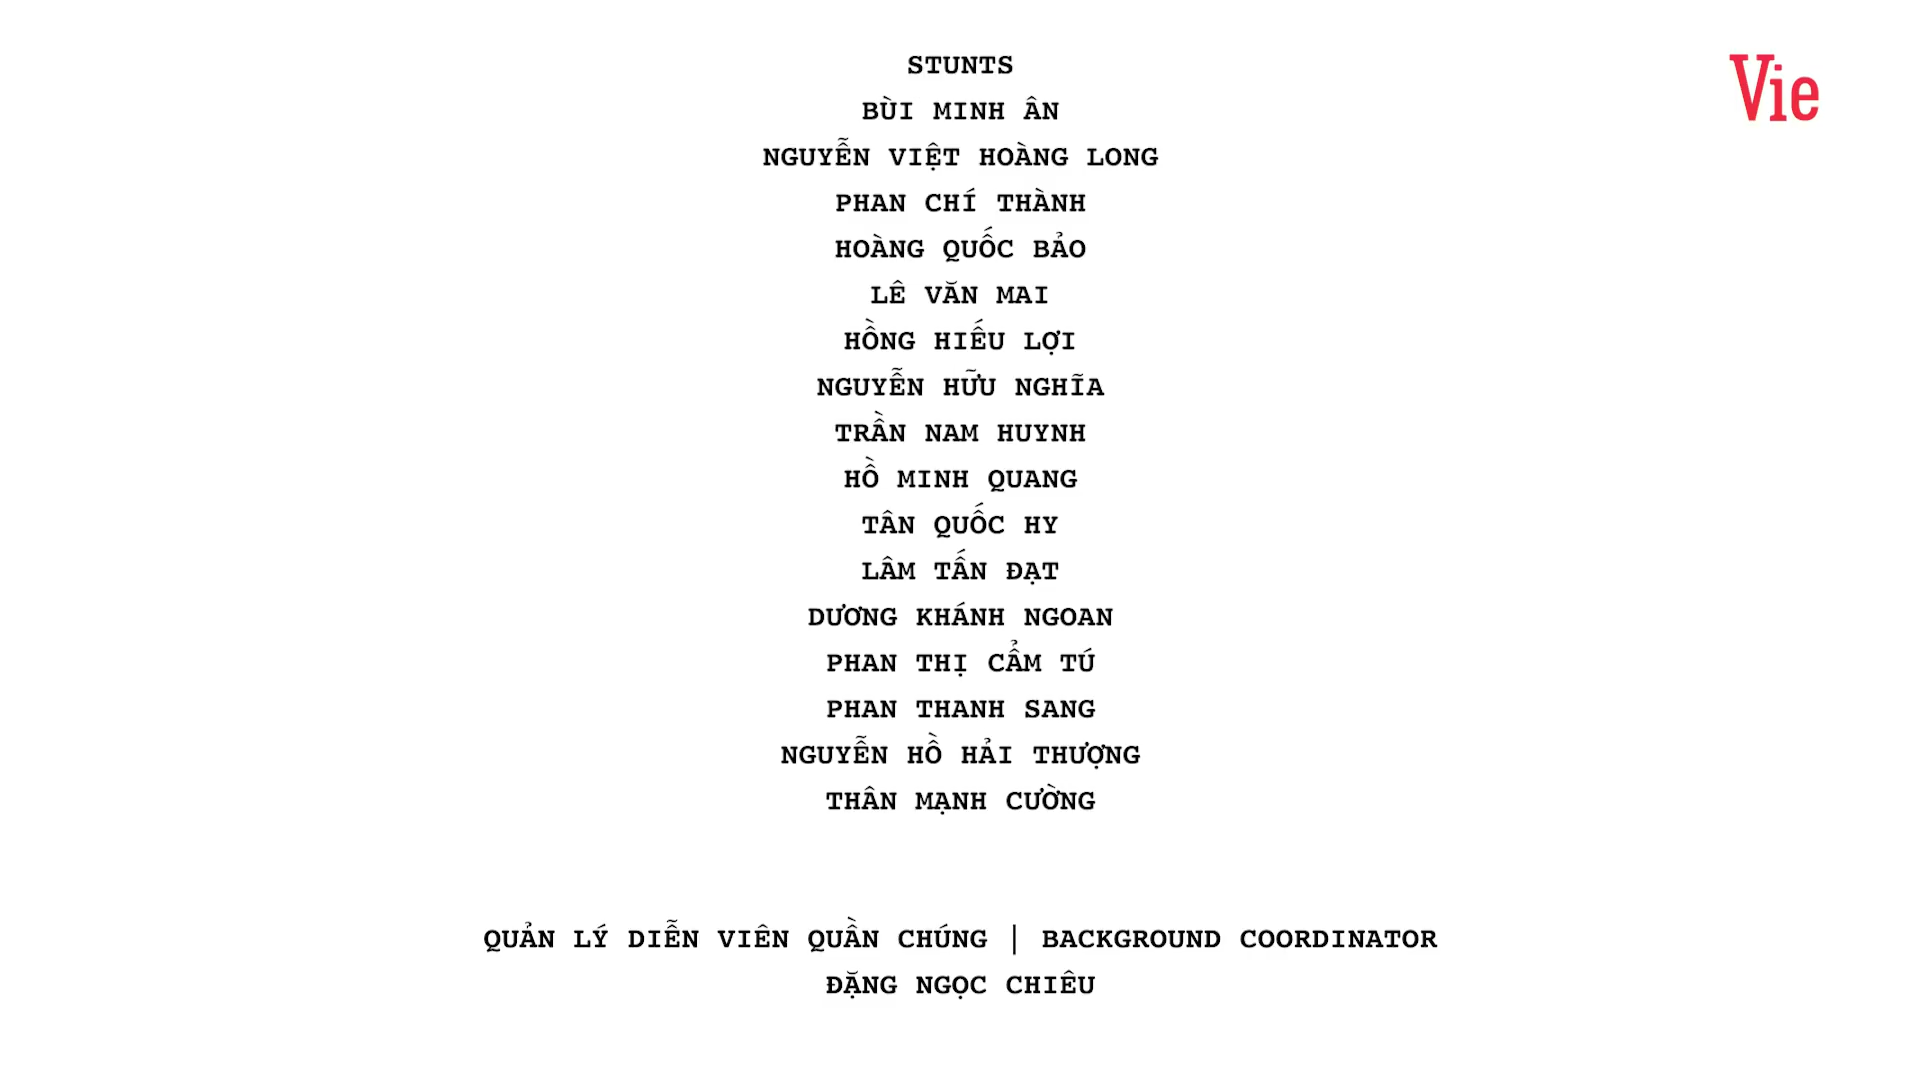 STUNTS
Vie
BÙI MINH ÂN
NGUYỄN VIỆT HOÀNG LONG
PHAN CHÍ THÀNH
HOÀNG QUỐC BẢO
LÊ VĂN MAI
HỒNG HIẾU LỢI
NGUYỄN HỮU NGHĨA
TRẦN NAM HUYNH
HỒ MINH QUANG
TÂN QUỐC HY
LÂM TẤN ĐẠT
DƯƠNG KHÁNH NGOAN
PHAN THỊ CẨM TÚ
PHAN THANH SANG
NGUYỄN HỒ HẢI THƯỢNG
THÂN MẠNH CƯỜNG
QUẢN LÝ DIỄN VIÊN QUẦN CHÚNG | BACKGROUND COORDINATOR
ĐẶNG NGỌC CHIÊU